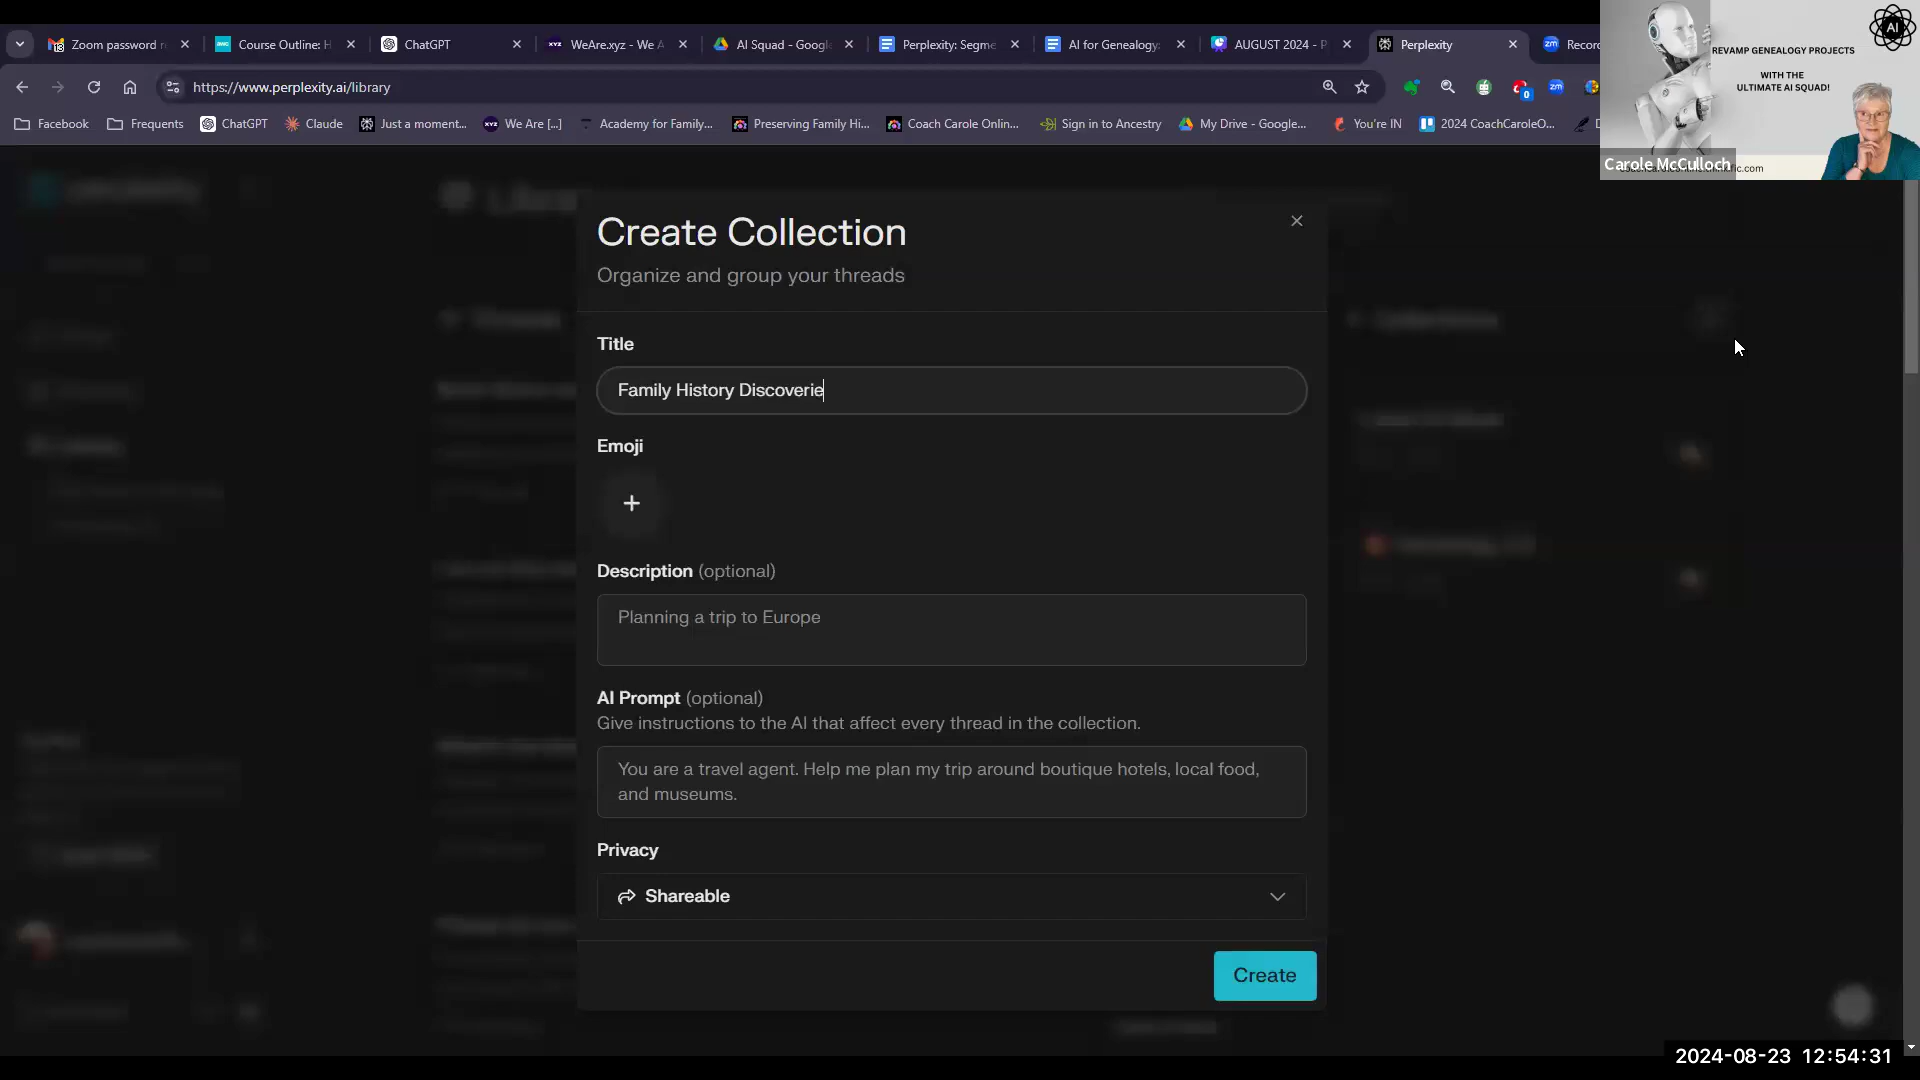 Zoom password r
Course Outline: H
ChatGPT
WeAre.xyz - We A
AI Squad - Google
Perplexity: Segme
AI for Genealogy:
AUGUST 2024 - P
Perplexity
Recor
https://www.perplexity.ai/library
0
Facebook
Frequents
ChatGPT
Claude
Just a moment...
We Are [...]
Academy for Family...
Preserving Family Hi...
Coach Carole Onlin...
Sign in to Ancestry
My Drive - Google...
You're IN
2024 CoachCaroleO...
REVAMP GENEALOGY PROJECTS
WITH THE
ULTIMATE AI SQUAD!
AI
Carole McCulloch
Create Collection
Organize and group your threads
Title
Family History Discoverie
Emoji
Description (optional)
Planning a trip to Europe
AI Prompt (optional)
Give instructions to the AI that affect every thread in the collection.
You are a travel agent. Help me plan my trip around boutique hotels, local food,
and museums.
Privacy
Shareable
Create
2024-08-23 12:54:31